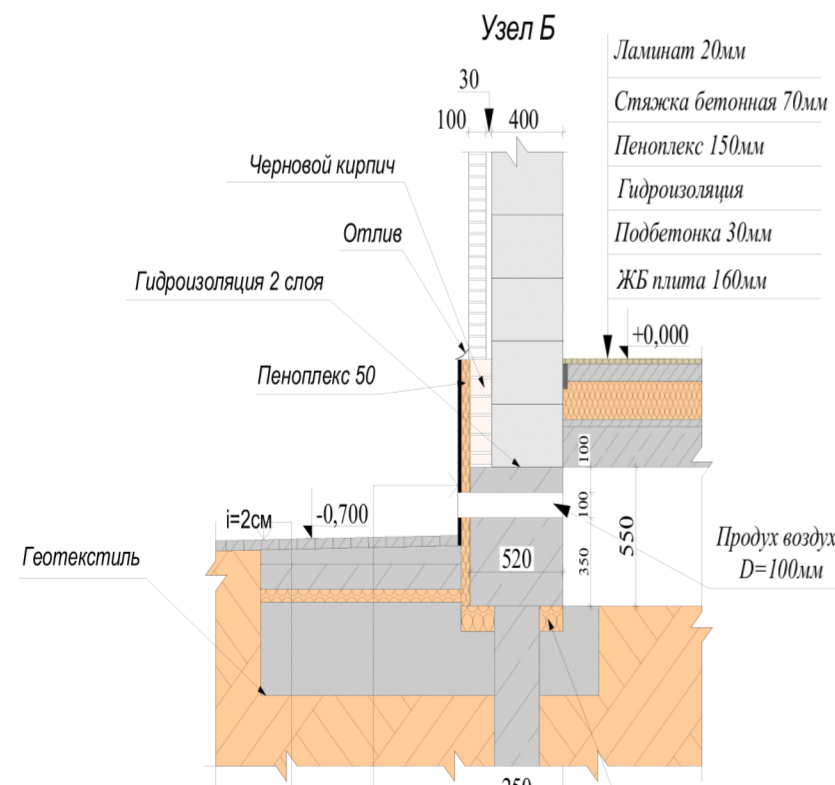 Узел Б
Ламинат 20мм
30
Стяжка бетонная 70мм
100
400
Пеноплекс 150мм
Черновой кирпич
Гидроизоляция
Отлив
Подбетонка 30мм
Гидроизоляция 2 слоя
ЖБ плита 160мм
+0,000
Пеноплекс 50
100
100
i=2см
-0,700
550
Продух воздух
D=100мм
Геотекстиль
520
350
250